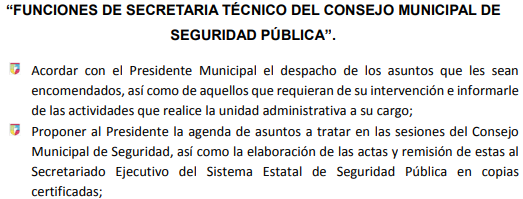 “FUNCIONES DE SECRETARIA TÉCNICO DEL CONSEJO MUNICIPAL DE
SEGURIDAD PÚBLICA”.
Acordar con el Presidente Municipal el despacho de los asuntos que les sean
encomendados, así como de aquellos que requieran de su intervención e informarle
de las actividades que realice la unidad administrativa a su cargo;
Proponer al Presidente la agenda de asuntos a tratar en las sesiones del Consejo
Municipal de Seguridad, así como la elaboración de las actas y remisión de estas al
Secretariado Ejecutivo del Sistema Estatal de Seguridad Pública en copias
certificadas;